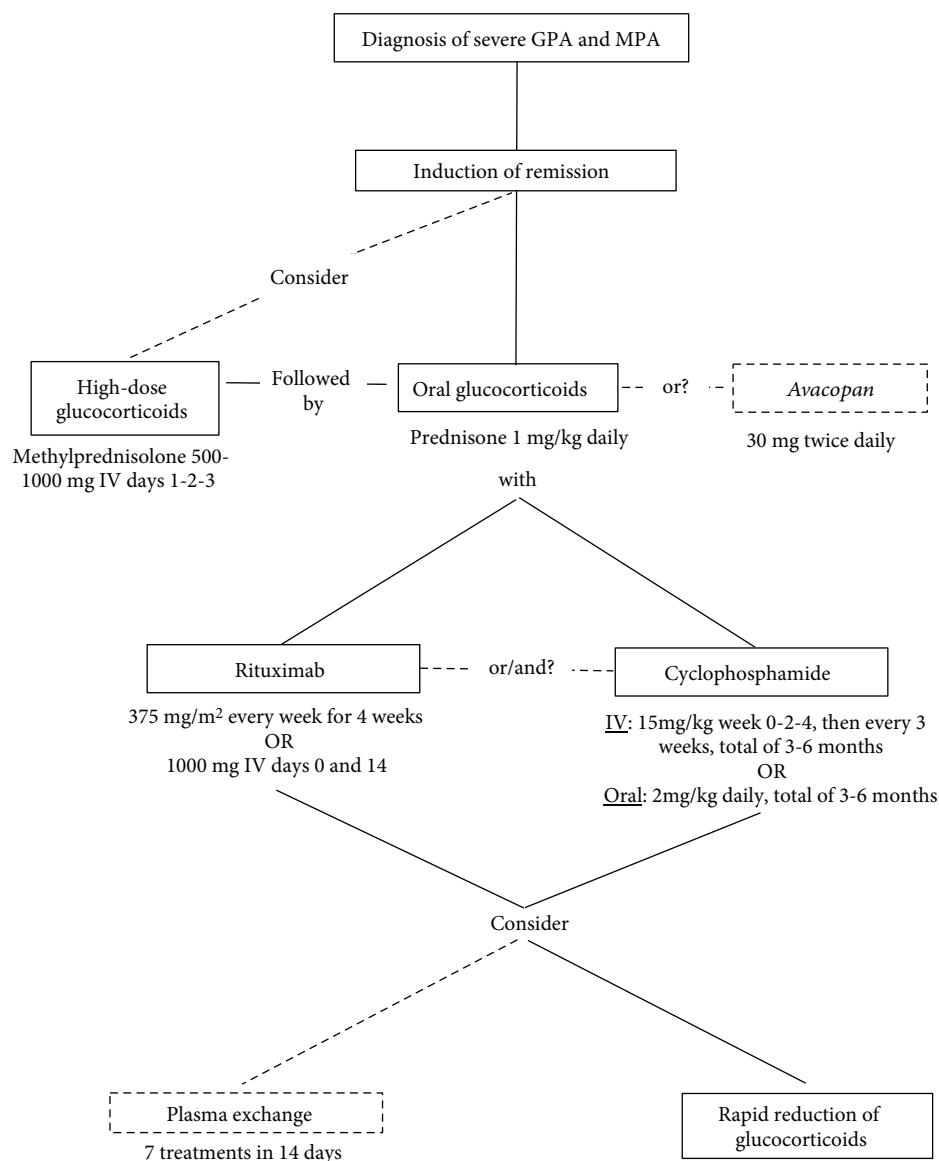 Diagnosis of severe GPA and MPA
Induction of remission
Consider
High-dose
glucocorticoids
Followed
by
Oral glucocorticoids
or?
Avacopan
Methylprednisolone 500-
1000 mg IV days 1-2-3
Prednisone 1 mg/kg daily
30 mg twice daily
with
Rituximab
or/and?
Cyclophosphamide
375 mg/m² every week for 4 weeks
OR
1000 mg IV days 0 and 14
IV: 15mg/kg week 0-2-4, then every 3
weeks, total of 3-6 months
OR
Oral: 2mg/kg daily, total of 3-6 months
Consider
Plasma exchange
7 treatments in 14 days
Rapid reduction of
glucocorticoids